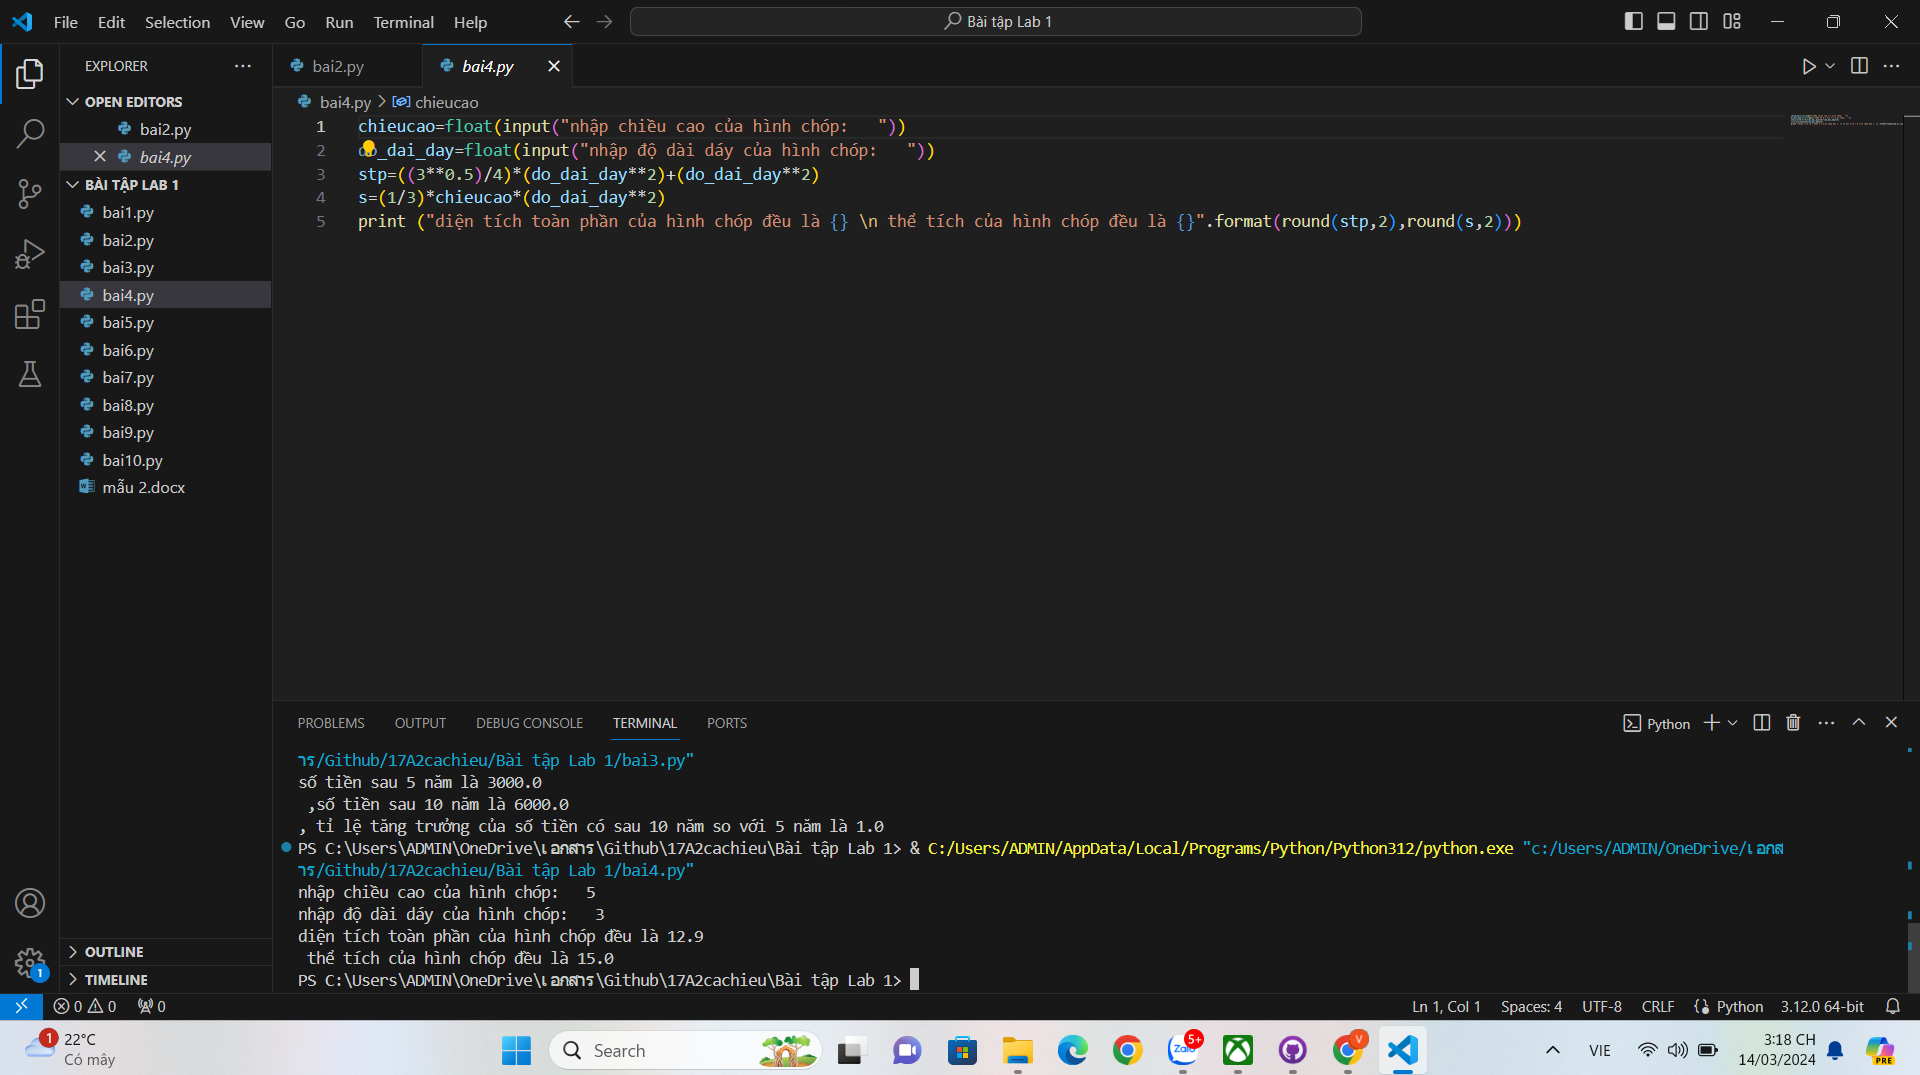 File Edit Selection View Go Run Terminal Help
Bài tập Lab 1
EXPLORER
OPEN EDITORS
bai2.py
bai4.py
BÀI TẬP LAB 1
bai1.py
bai2.py
bai3.py
bai4.py
bai5.py
bai6.py
bai7.py
bai8.py
bai9.py
bai10.py
mẫu 2.docx
OUTLINE
TIMELINE
bai2.py
bai4.py
bai4.py > chieucao
1 chieucao=float(input("nhập chiều cao của hình chóp:   "))
2 do_dai_day=float(input("nhập độ dài dáy của hình chóp:   "))
3 stp=((3**0.5)/4)*(do_dai_day**2)+(do_dai_day**2)
4 s=(1/3)*chieucao*(do_dai_day**2)
5 print ("diện tích toàn phần của hình chóp đều là {} \n thể tích của hình chóp đều là {}".format(round(stp,2),round(s,2)))
PROBLEMS OUTPUT DEBUG CONSOLE TERMINAL PORTS
Python
าร/Github/17A2cachieu/Bài tập Lab 1/bai3.py"
số tiền sau 5 năm là 3000.0
 ,số tiền sau 10 năm là 6000.0
, tỉ lệ tăng trưởng của số tiền có sau 10 năm so với 5 năm là 1.0
PS C:\Users\ADMIN\OneDrive\เอกสาร\Github\17A2cachieu\Bài tập Lab 1> & C:/Users/ADMIN/AppData/Local/Programs/Python/Python312/python.exe "c:/Users/ADMIN/OneDrive/เอกส
าร/Github/17A2cachieu/Bài tập Lab 1/bai4.py"
nhập chiều cao của hình chóp:   5
nhập độ dài dáy của hình chóp:   3
diện tích toàn phần của hình chóp đều là 12.9
 thể tích của hình chóp đều là 15.0
PS C:\Users\ADMIN\OneDrive\เอกสาร\Github\17A2cachieu\Bài tập Lab 1>
1
0 0 0
Ln 1, Col 1 Spaces: 4 UTF-8 CRLF Python 3.12.0 64-bit
1
22°C
Có mây
Search
Zalo
5+
V
VIE
3:18 CH
14/03/2024
PRE